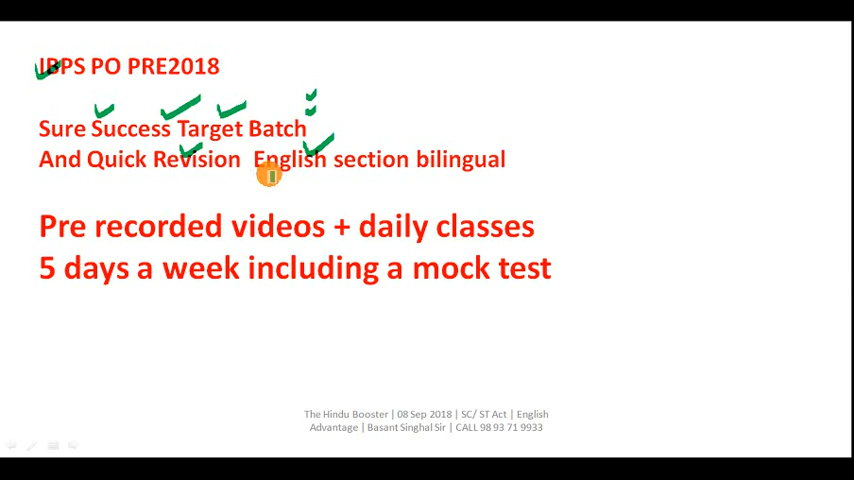 IBPS PO PRE2018
Sure Success Target Batch
And Quick Revision English section bilingual
Pre recorded videos + daily classes
5 days a week including a mock test
The Hindu Booster | 08 Sep 2018 | SC/ ST Act | English
Advantage | Basant Singhal Sir | CALL 98 93 71 9933